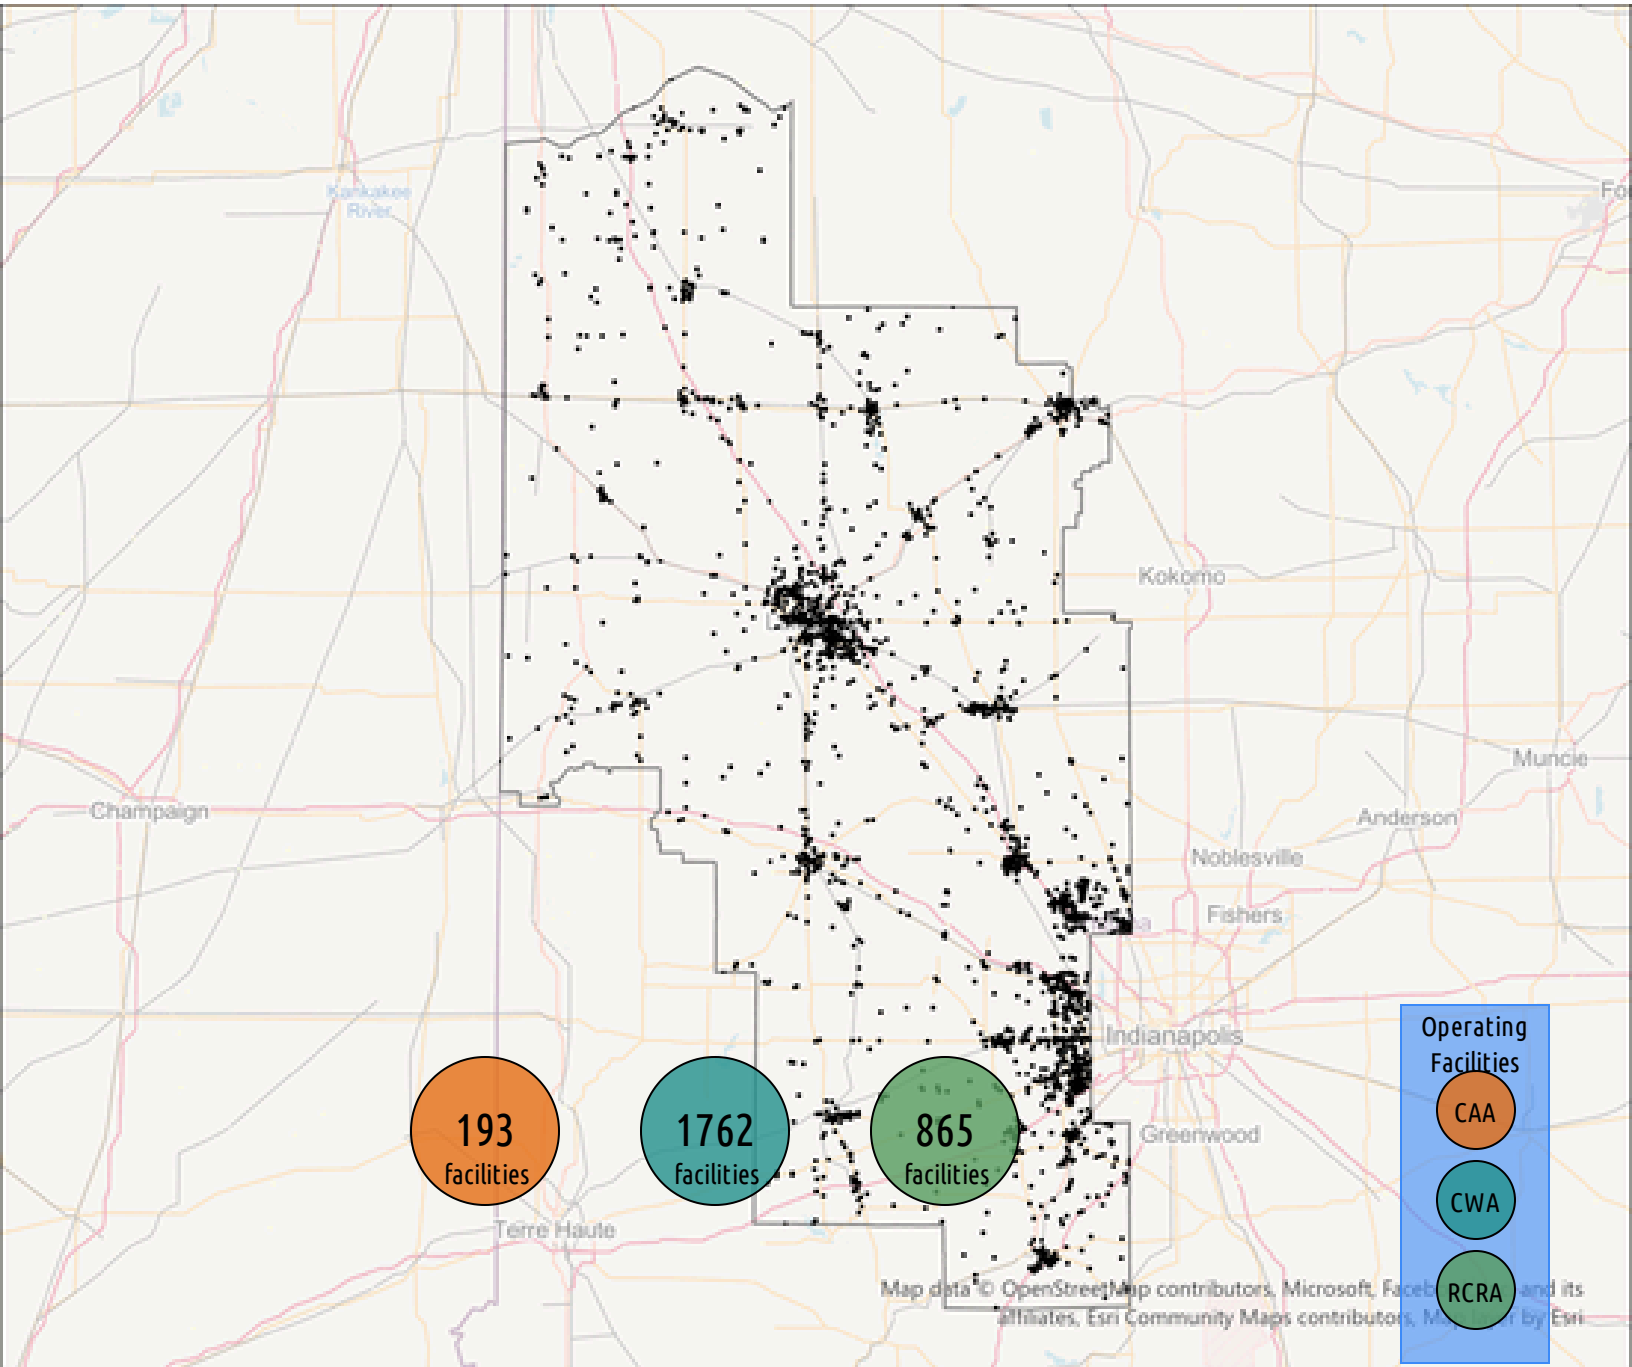 Kankakee
River
Kokomo
Muncie
Champaign
Anderson
Noblesville
Fishers
Indianapolis
Operating
Facilities
CAA
193
facilities
1762
facilities
865
facilities
Greenwood
CWA
Terre Haute
RCRA
Map data © OpenStreetMap contributors, Microsoft, and its
affiliates, Esri Community Maps contributors, by Esri